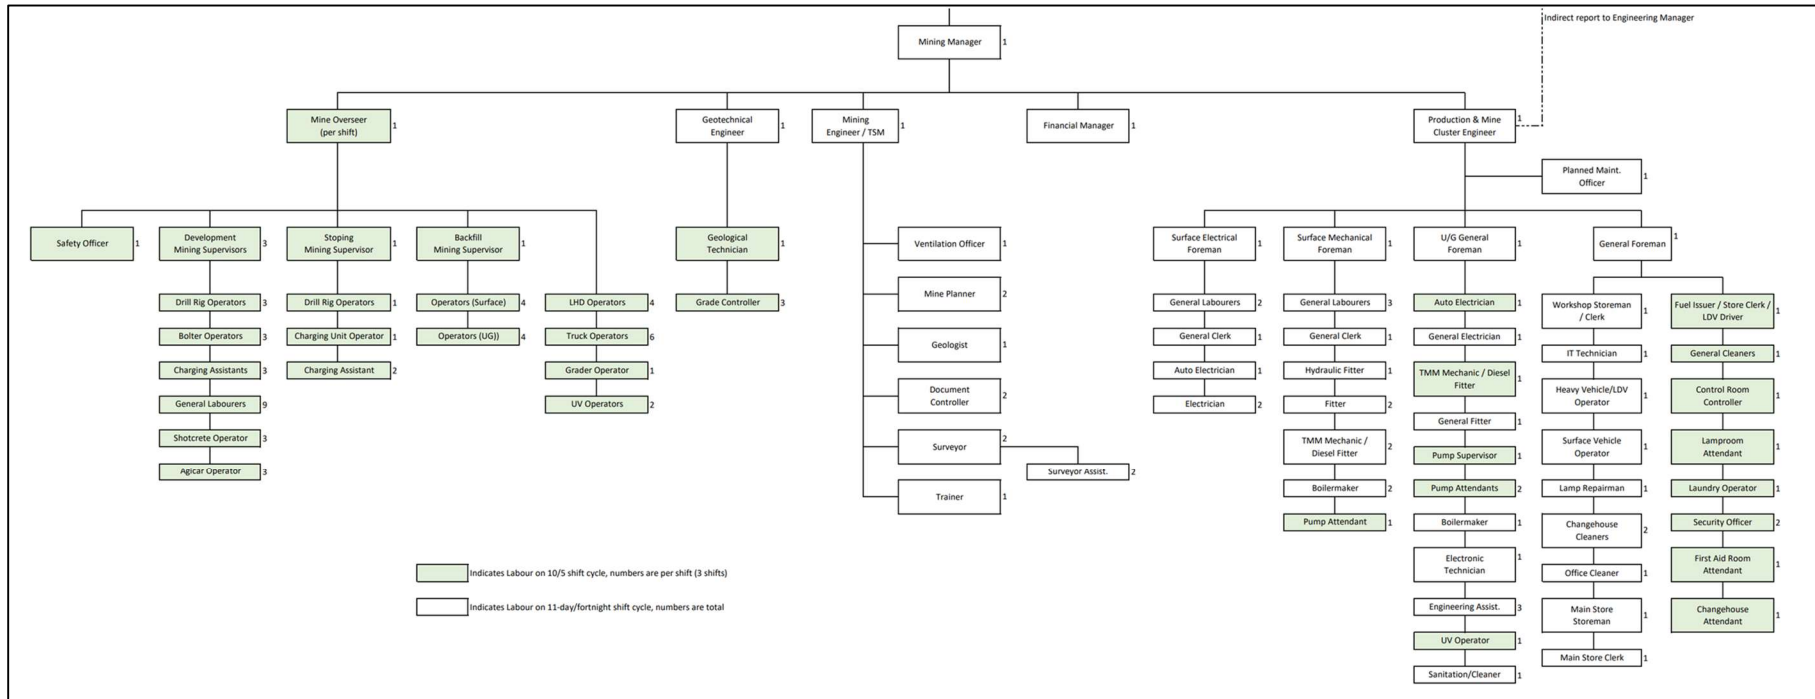 Indirect report to Engineering Manager
Mining Manager 1
Mine Overseer
(per shift) 1
Geotechnical
Engineer 1
Mining
Engineer / TSM 1
Financial Manager 1
Production & Mine
Cluster Engineer 1
Planned Maint.
Officer 1
Safety Officer 1
Development
Mining Supervisors 3
Drill Rig Operators 3
Bolter Operators 3
Charging Assistants 3
General Labourers 9
Shotcrete Operator 3
Agicar Operator 3
Stoping
Mining Supervisor 1
Drill Rig Operators 1
Charging Unit Operator 1
Charging Assistant 2
Backfill
Mining Supervisor 1
Operators (Surface) 4
Operators (UG)) 4
LHD Operators 4
Truck Operators 6
Grader Operator 1
UV Operators 2
Geological
Technician 1
Grade Controller 3
Ventilation Officer 1
Mine Planner 2
Geologist 1
Document
Controller 2
Surveyor 2
Surveyor Assist. 2
Trainer 1
Surface Electrical
Foreman 1
General Labourers 2
General Clerk 1
Auto Electrician 1
Electrician 2
Surface Mechanical
Foreman 1
General Labourers 3
General Clerk 1
Hydraulic Fitter 1
Fitter 2
TMM Mechanic /
Diesel Fitter 2
Boilermaker 2
Pump Attendant 1
U/G General
Foreman 1
Auto Electrician 1
General Electrician 1
TMM Mechanic / Diesel
Fitter 1
General Fitter 1
Pump Supervisor 1
Pump Attendants 2
Boilermaker 1
Electronic
Technician 1
Engineering Assist. 3
UV Operator 1
Sanitation/Cleaner 1
General Foreman 1
Workshop Storeman
/ Clerk 1
IT Technician 1
Heavy Vehicle/LDV
Operator 1
Surface Vehicle
Operator 1
Lamp Repairman 1
Changehouse
Cleaners 2
Office Cleaner 1
Main Store
Storeman 1
Main Store Clerk 1
Fuel Issuer / Store Clerk /
LDV Driver 1
General Cleaners 1
Control Room
Controller 1
Lamproom
Attendant 1
Laundry Operator 1
Security Officer 2
First Aid Room
Attendant 1
Changehouse
Attendant 1
Indicates Labour on 10/5 shift cycle, numbers are per shift (3 shifts)
Indicates Labour on 11-day/fortnight shift cycle, numbers are total